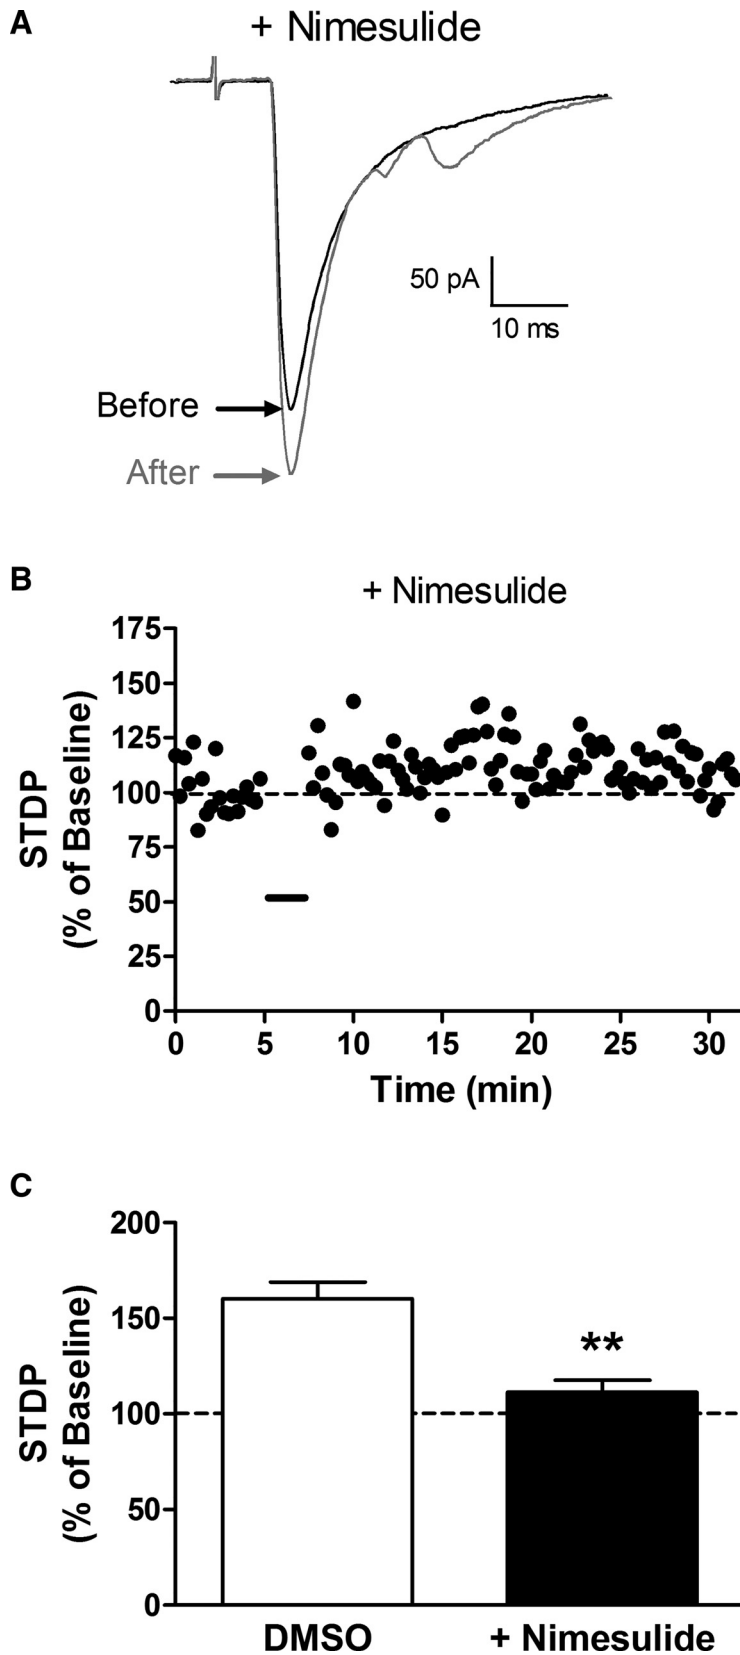 A
+ Nimesulide
50 pA
10 ms
Before
After
B
+ Nimesulide
STDP
(% of Baseline)
175
150
125
100
75
50
25
0
0 5 10 15 20 25 30
Time (min)
C
STDP
(% of Baseline)
200
150
100
50
0
**
DMSO + Nimesulide